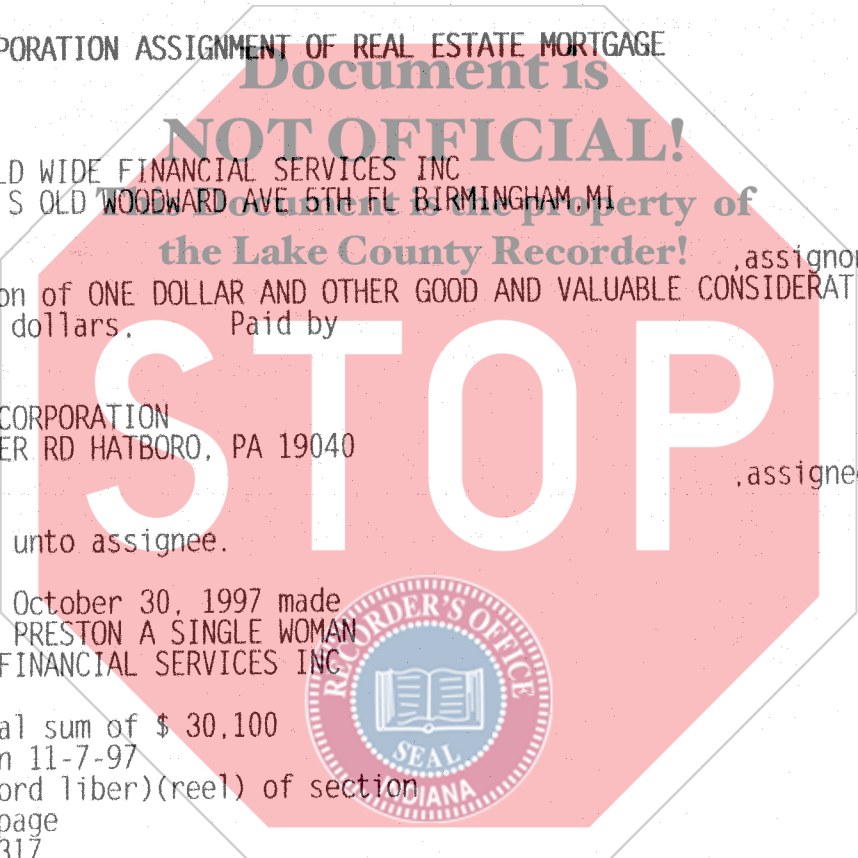 PORATION ASSIGNMENT OF REAL ESTATE MORTGAGE
Document is
NOT OFFICIAL!
LD WIDE FINANCIAL SERVICES INC
S OLD WOODWARD AVE 5TH FL BIRMINGHAM,MI
This Document is the property of
the Lake County Recorder!
,assignor
on of ONE DOLLAR AND OTHER GOOD AND VALUABLE CONSIDERAT
dollars. Paid by
STOP
CORPORATION
ER RD HATBORO, PA 19040
,assignee
unto assignee.
October 30, 1997 made
PRESTON A SINGLE WOMAN
FINANCIAL SERVICES INC
RECORDER'S OFFICE
SEAL
INDIANA
al sum of $ 30,100
n 11-7-97
ord liber)(reel) of section
page
317